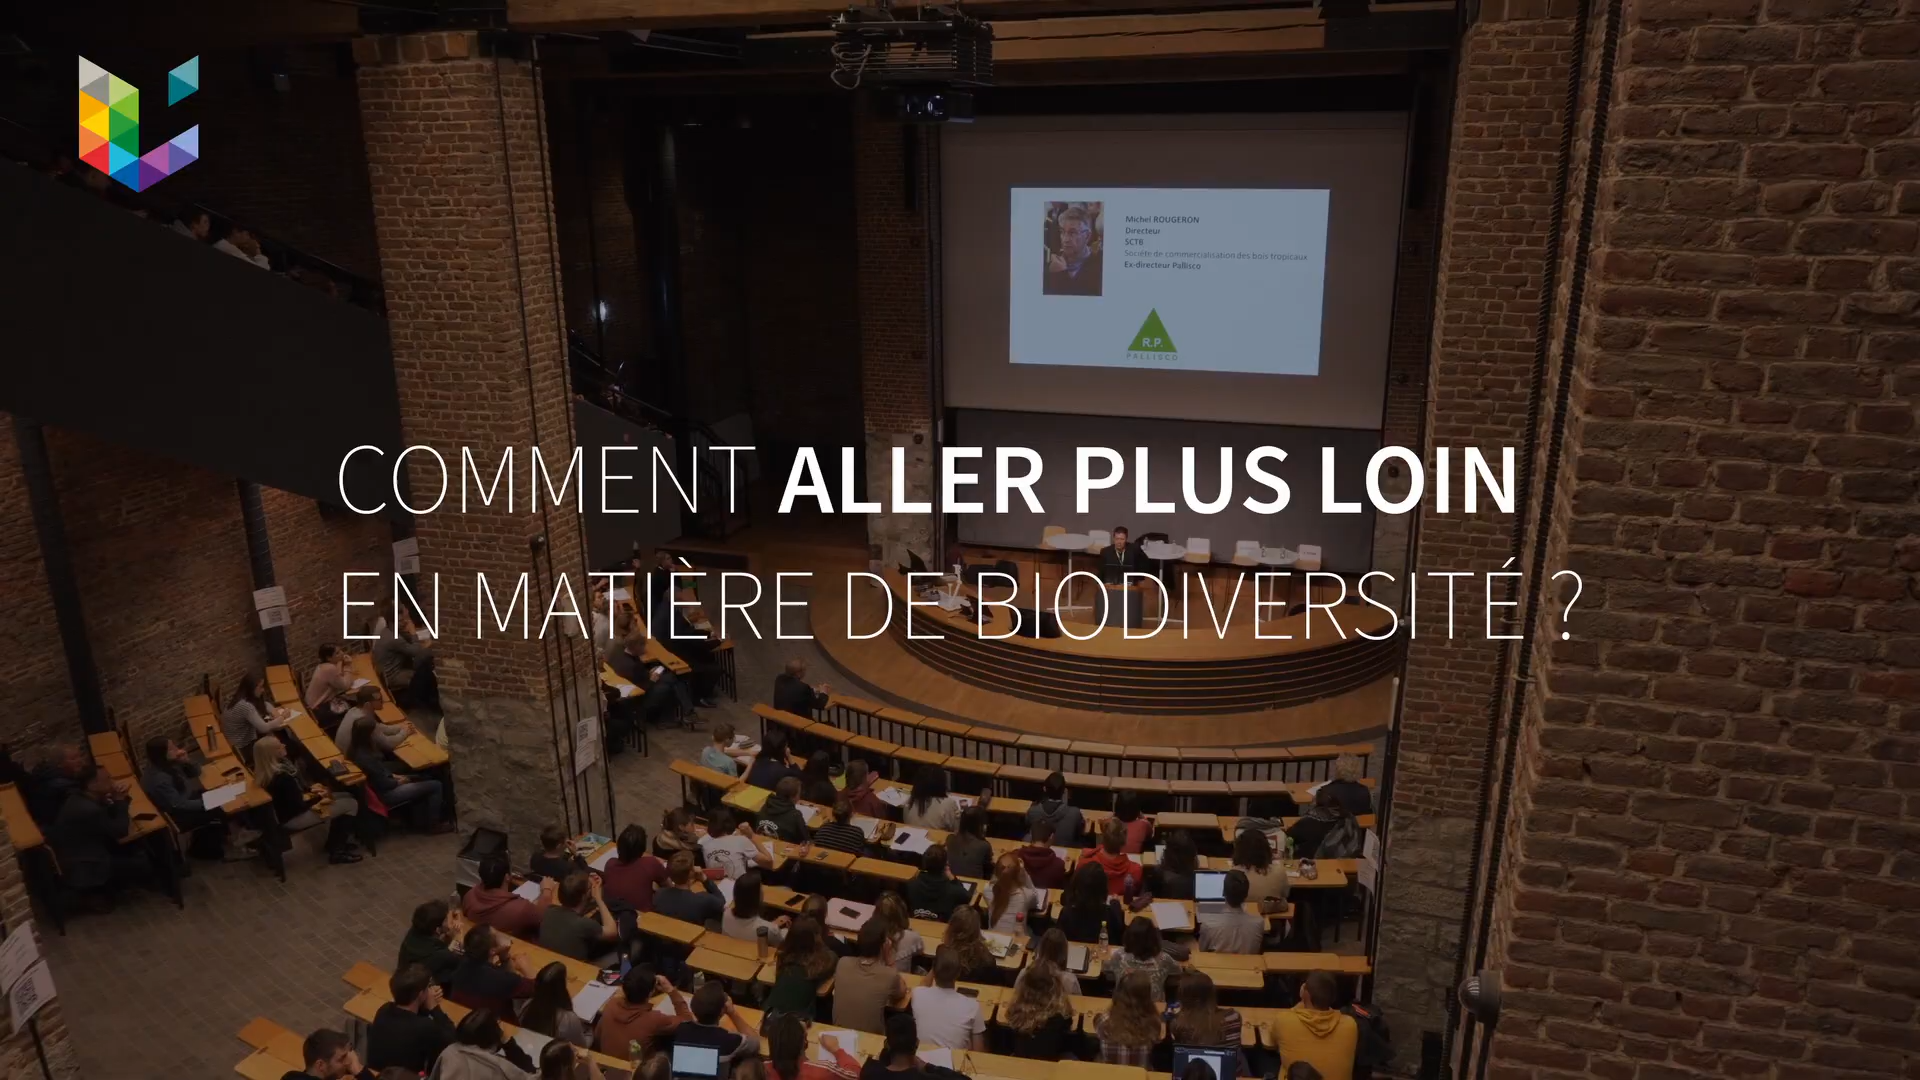 Michel ROUGERON
Directeur
SCTB
Société de commercialisation des bois tropicaux
Ex-directeur Pallisco
R.P.
PALLISCO
COMMENT ALLER PLUS LOIN
EN MATIÈRE DE BIODIVERSITÉ ?